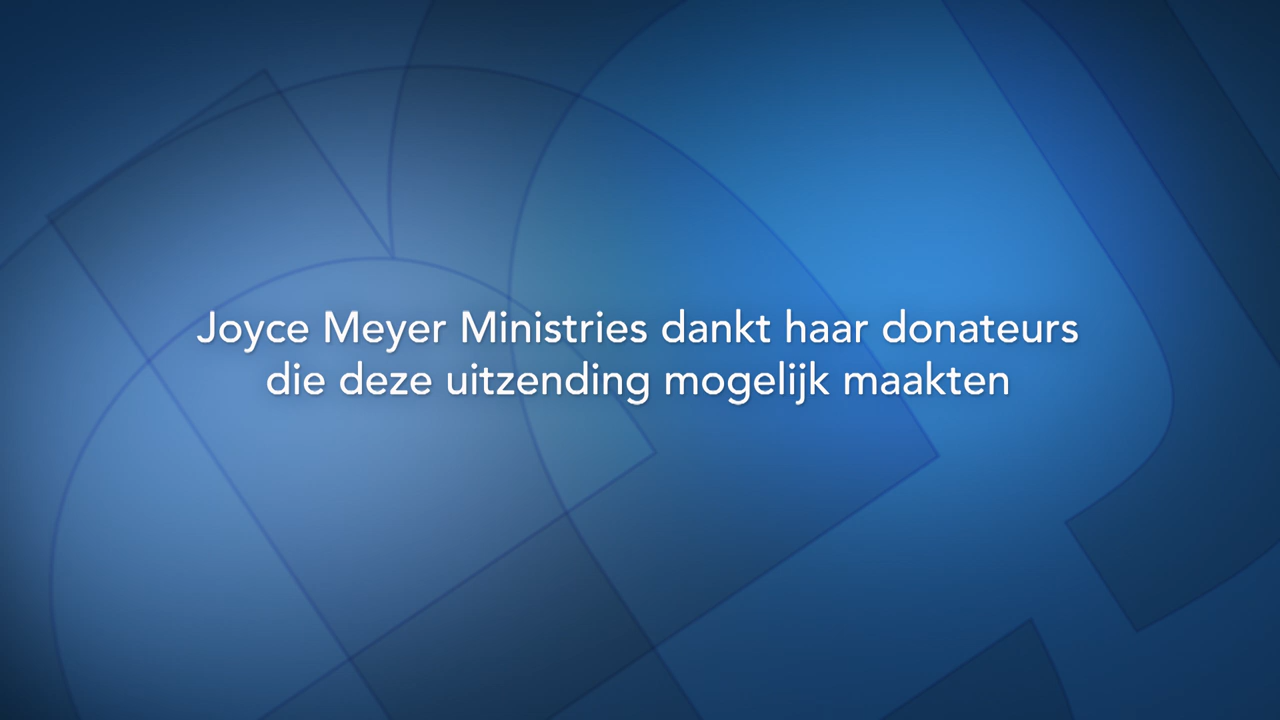 Joyce Meyer Ministries dankt haar donateurs
die deze uitzending mogelijk maakten